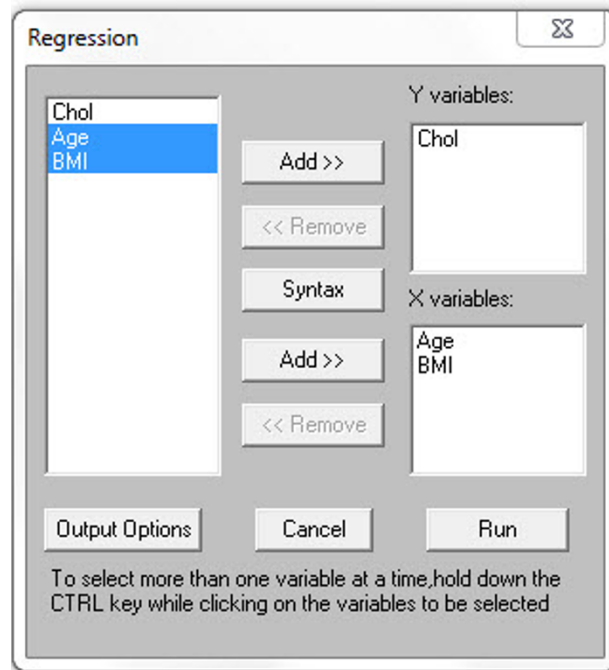 Regression
Chol
Age
BMI
Add >>
<< Remove
Syntax
Add >>
<< Remove
Y variables:
Chol
X variables:
Age
BMI
Output Options
Cancel
Run
To select more than one variable at a time,hold down the
CTRL key while clicking on the variables to be selected